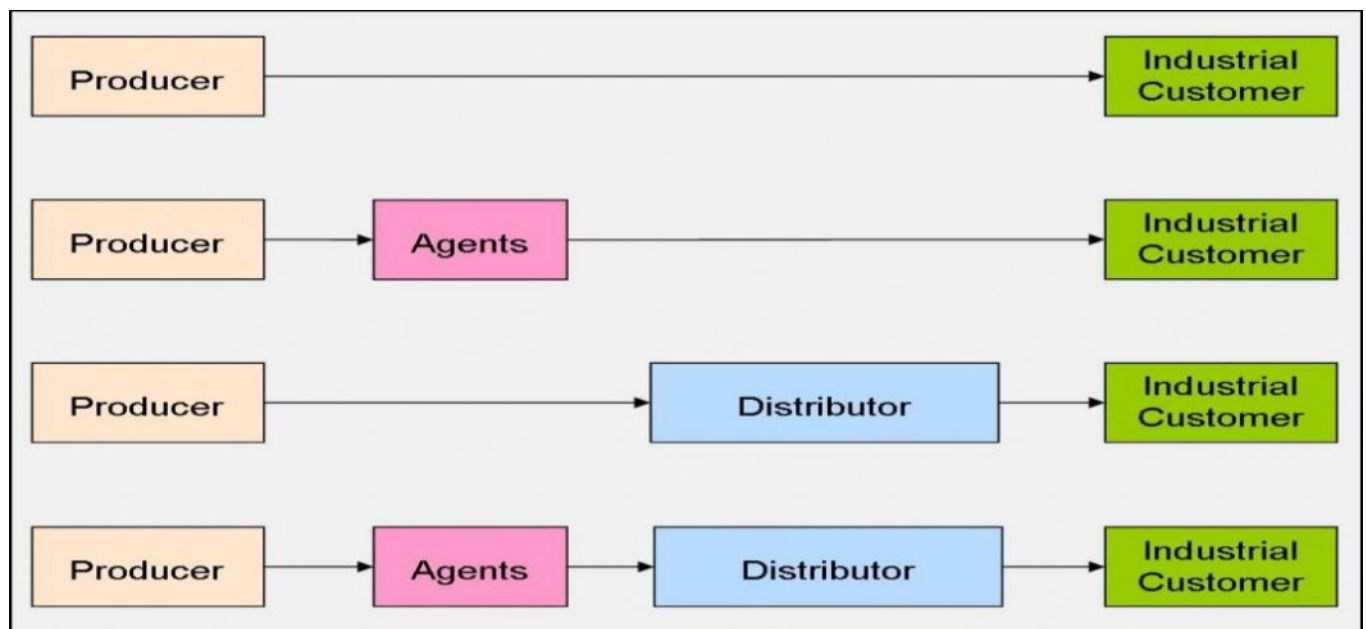 Producer
Industrial
Customer
Producer
Agents
Industrial
Customer
Producer
Distributor
Industrial
Customer
Producer
Agents
Distributor
Industrial
Customer